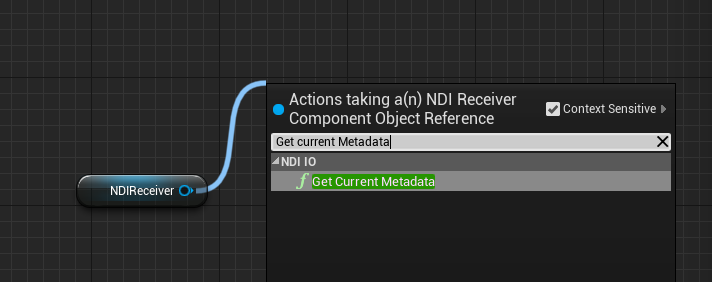 Actions taking a(n) NDI Receiver
Component Object Reference
Context Sensitive
Get current Metadata
NDI IO
Get Current Metadata
NDIReceiver